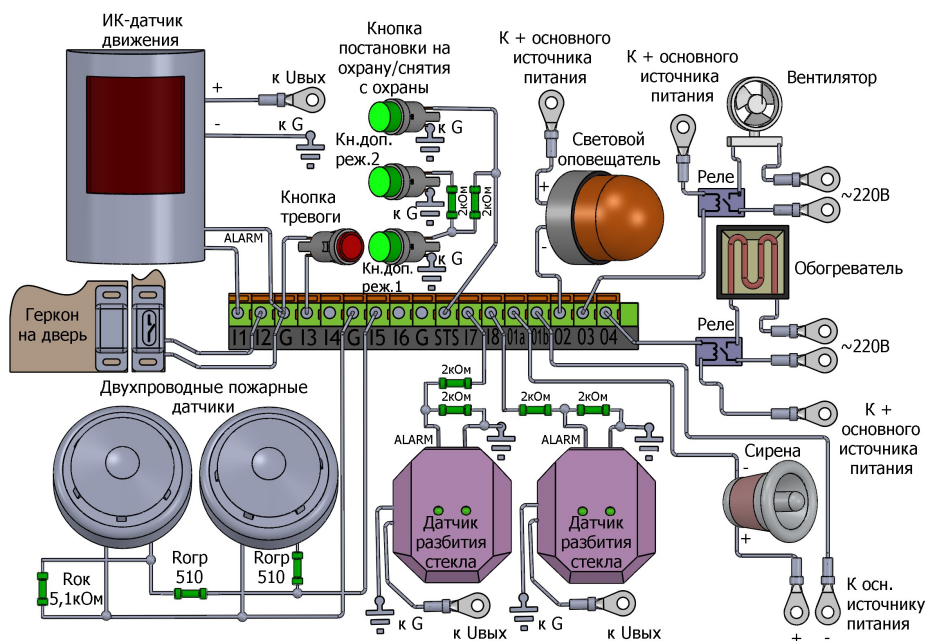 ИК-датчик
движения
+
к Uвых
-
к G
ALARM
Кнопка
постановки на
охрану/снятия
с охраны
к G
Кн.доп.
реж.2
к G
2кОм
2кОм
Кнопка
тревоги
Кн.доп.
реж.1
к G
К + основного
источника
питания
Световой
оповещатель
+
-
К + основного
источника
питания
Вентилятор
Реле
~220В
Обогреватель
Реле
~220В
К +
основного
источника
питания
Геркон
на дверь
I1 I2 G I3 I4 G I5 I6 G STS I7 I8 01a 01b 02 03 04
Двухпроводные пожарные
датчики
Rок
5,1кОм
Rогр
510
Rогр
510
2кОм
2кОм
ALARM
Датчик
разбития
стекла
к G
к Uвых
2кОм
2кОм
ALARM
Датчик
разбития
стекла
к G
к Uвых
Сирена
-
+
К осн.
источнику
питания
+ -